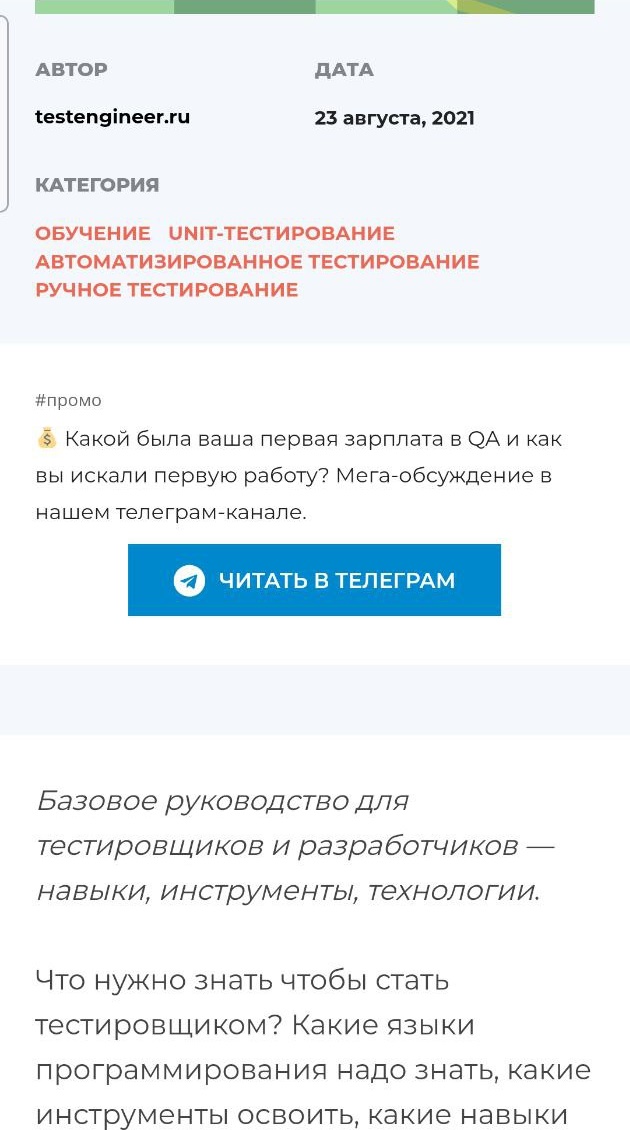 АВТОР
ДАТА
testengineer.ru
23 августа, 2021
КАТЕГОРИЯ
ОБУЧЕНИЕ UNIT-ТЕСТИРОВАНИЕ
АВТОМАТИЗИРОВАННОЕ ТЕСТИРОВАНИЕ
РУЧНОЕ ТЕСТИРОВАНИЕ
#промо
💰 Какой была ваша первая зарплата в QA и как
вы искали первую работу? Мега-обсуждение в
нашем телеграм-канале.
ЧИТАТЬ В ТЕЛЕГРАМ
Базовое руководство для
тестировщиков и разработчиков —
навыки, инструменты, технологии.
Что нужно знать чтобы стать
тестировщиком? Какие языки
программирования надо знать, какие
инструменты освоить, какие навыки